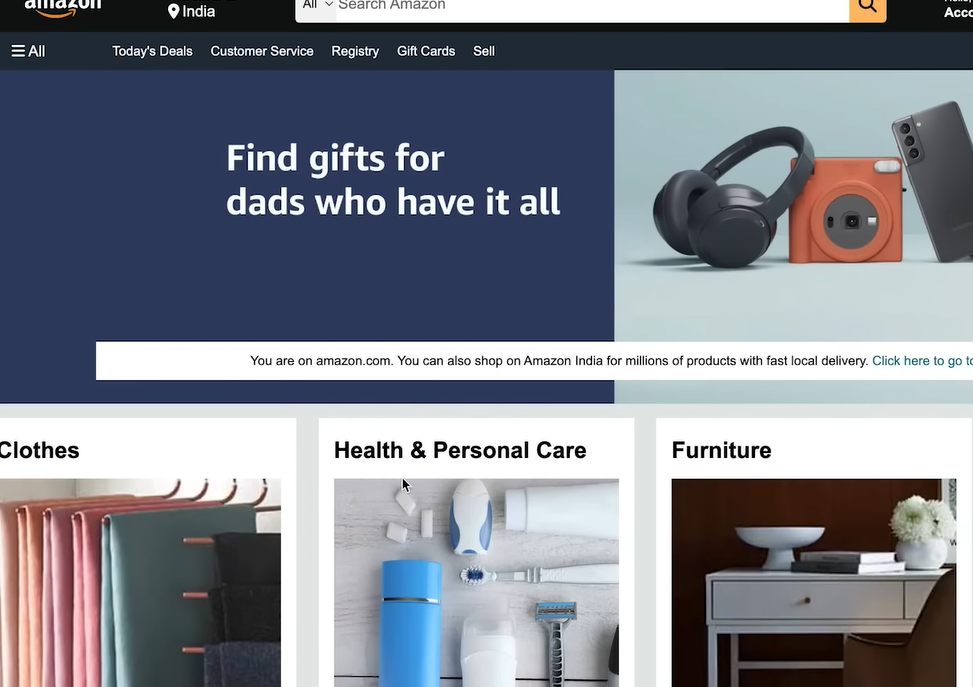 amazon
India
All Search Amazon
Hello,
Acco
All Today's Deals Customer Service Registry Gift Cards Sell
Find gifts for
dads who have it all
You are on amazon.com. You can also shop on Amazon India for millions of products with fast local delivery. Click here to go to
Clothes
Health & Personal Care
Furniture